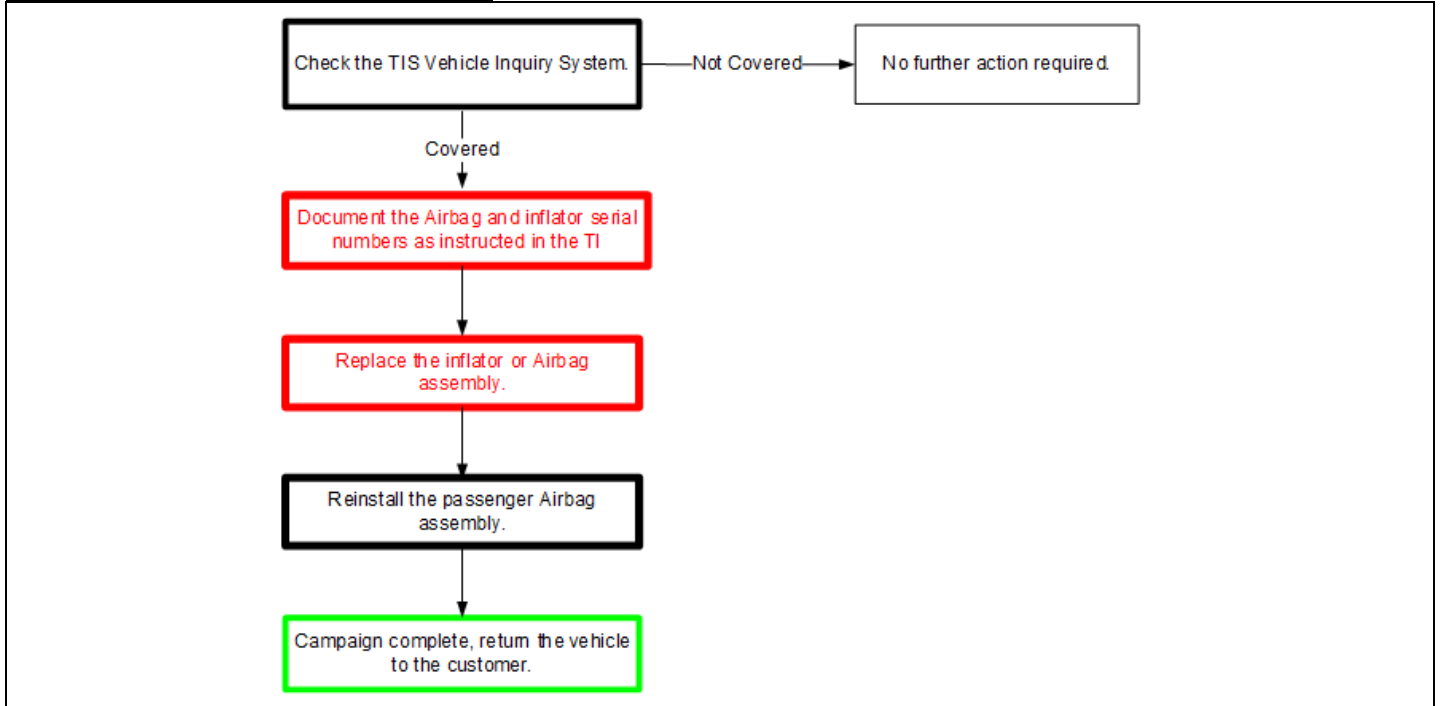 Check the TIS Vehicle Inquiry System.
Not Covered
No further action required.
Covered
Document the Airbag and inflator serial
numbers as instructed in the TI
Replace the inflator or Airbag
assembly.
Reinstall the passenger Airbag
assembly.
Campaign complete, return the vehicle
to the customer.